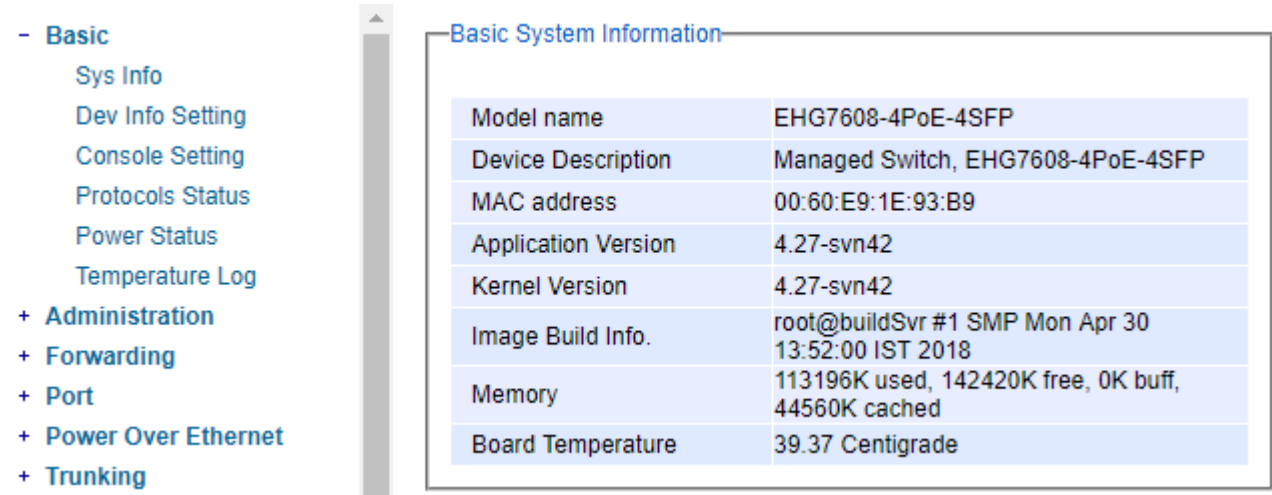 - Basic
Sys Info
Dev Info Setting
Console Setting
Protocols Status
Power Status
Temperature Log
+ Administration
+ Forwarding
+ Port
+ Power Over Ethernet
+ Trunking
Basic System Information
Model name EHG7608-4PoE-4SFP
Device Description Managed Switch, EHG7608-4PoE-4SFP
MAC address 00:60:E9:1E:93:B9
Application Version 4.27-svn42
Kernel Version 4.27-svn42
Image Build Info. root@buildSvr #1 SMP Mon Apr 30
13:52:00 IST 2018
Memory 113196K used, 142420K free, 0K buff,
44560K cached
Board Temperature 39.37 Centigrade